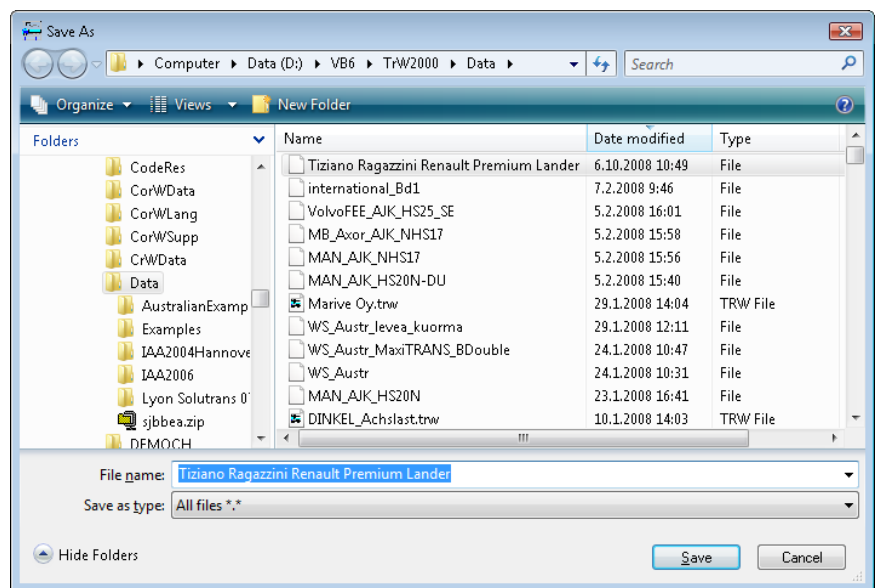 Save As
Computer Data (D:) VB6 TrW2000 Data Search
Organize Views New Folder
Folders Name Date modified Type
CodeRes Tiziano Ragazzini Renault Premium Lander 6.10.2008 10:49 File
CorWData international_Bd1 7.2.2008 9:46 File
CorWLang VolvoFEE_AJK_HS25_SE 5.2.2008 16:01 File
CorWSupp MB_Axor_AJK_NHS17 5.2.2008 15:58 File
CrWData MAN_AJK_NHS17 5.2.2008 15:56 File
Data MAN_AJK_HS20N-DU 5.2.2008 15:40 File
AustralianExamp Marive Oy.trw 29.1.2008 14:04 TRW File
Examples WS_Austr_levea_kuorma 29.1.2008 12:11 File
IAA2004Hannove WS_Austr_MaxiTRANS_BDouble 24.1.2008 10:47 File
IAA2006 WS_Austr 24.1.2008 10:31 File
Lyon Solutrans 0 MAN_AJK_HS20N 23.1.2008 16:41 File
sjbbea.zip DINKEL_Achslast.trw 10.1.2008 14:03 TRW File
DEMOCH
File name: Tiziano Ragazzini Renault Premium Lander
Save as type: All files *.*
Hide Folders Save Cancel